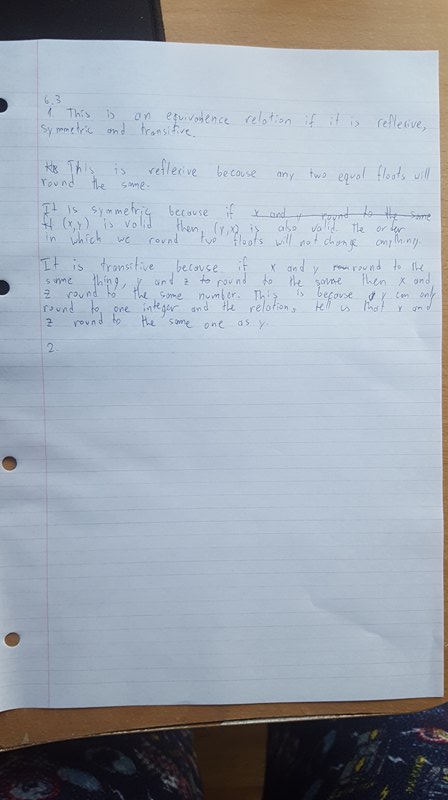 6.3
1. This is an equivalence relation if it is reflexive,
symmetric and transitive.
This is reflexive because any two equal floats will
round the same.
It is symmetric because if x and y round to the same
(x,y) is valid then (y,x) is also valid. The order
in which we round two floats will not change anything.
It is transitive because if x and y round to the
same thing, y and z round to the same then x and
z round to the same number. This is because y can only
round to one integer and the relation, tell us that x and
z round to the same one as y.
2.